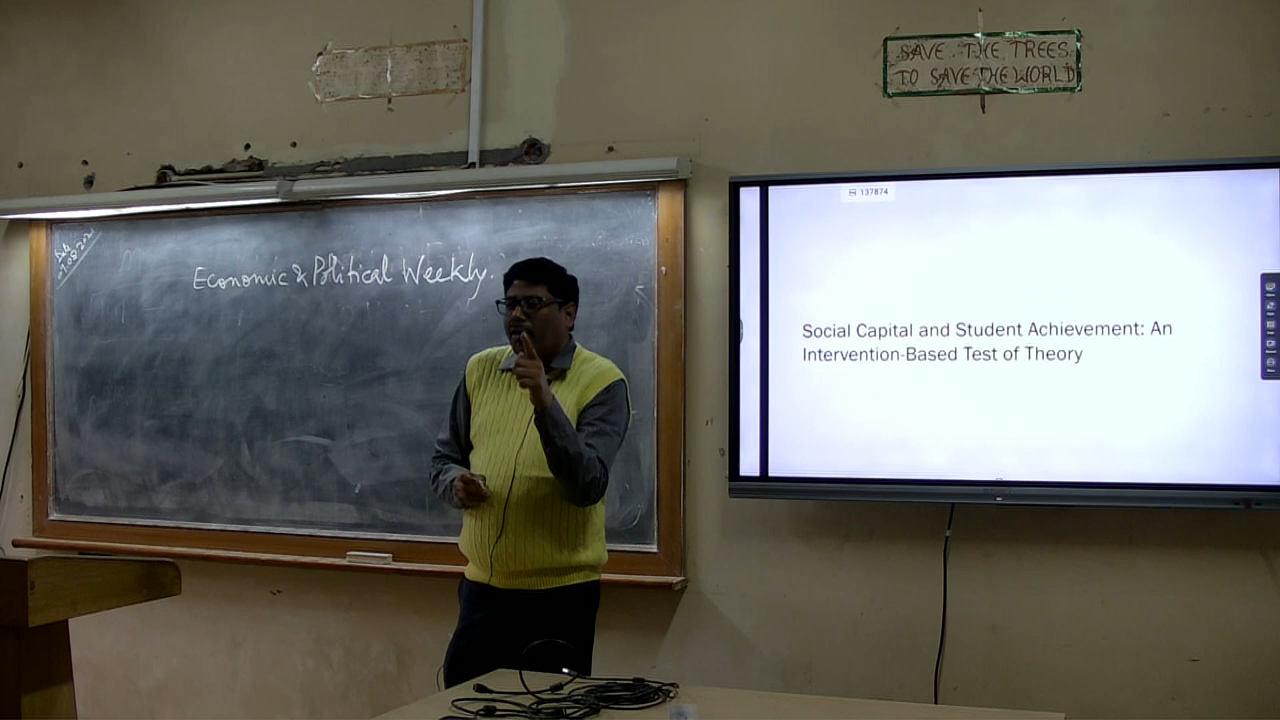 SAVE THE TREES
TO SAVE THE WORLD
Date
Economic & Political Weekly.
137874
Social Capital and Student Achievement: An
Intervention-Based Test of Theory